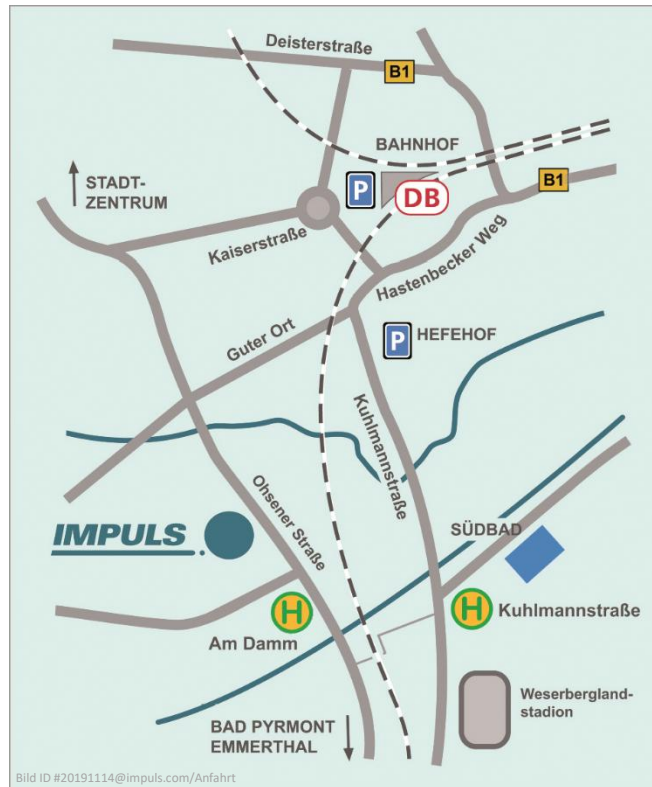 Deisterstraße
B1
BAHNHOF
P
DB
B1
STADT-
ZENTRUM
Kaiserstraße
Hastenbecker Weg
Guter Ort
P
HEFEHOF
Kuhlmannstraße
Ohsener Straße
IMPULS
SÜDBAD
H
Am Damm
H
Kuhlmannstraße
Weserbergland-
stadion
BAD PYRMONT
EMMERTHAL
Bild ID #20191114@impuls.com/Anfahrt